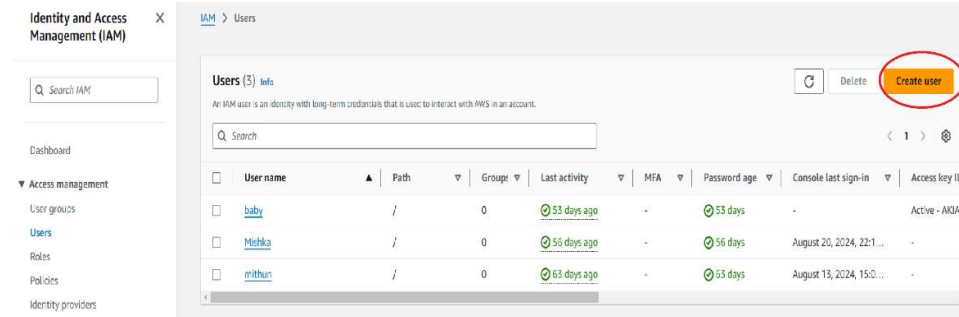 Identity and Access Management (IAM)
X
Search IAM
Dashboard
Access management
User groups
Users
Roles
Policies
Identity providers
IAM > Users
Users (3) Info
Delete
Create user
An IAM user is an identity with long-term credentials that is used to interact with AWS in an account.
Search
< 1 >
User name Path Groups Last activity MFA Password age Console last sign-in Access key ID
baby / 0 53 days ago - 53 days - Active - AKIA
Mishka / 0 56 days ago - 56 days August 20, 2024, 22:1... -
mithun / 0 63 days ago - 63 days August 13, 2024, 15:0... -